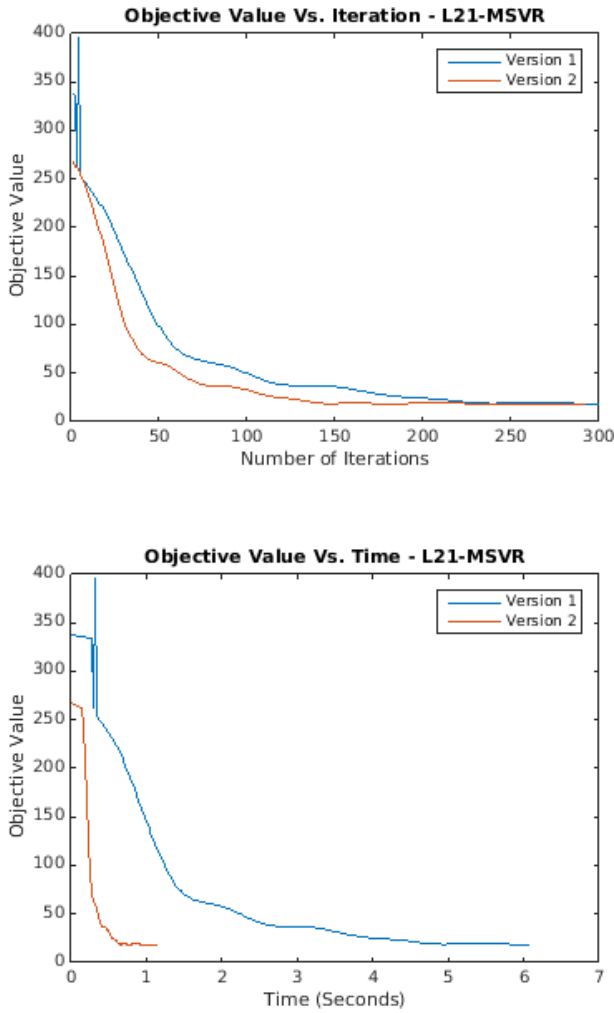 Objective Value Vs. Iteration - L21-MSVR
400
350
300
250
200
150
100
50
0
Objective Value
Version 1
Version 2
0 50 100 150 200 250 300
Number of Iterations
Objective Value Vs. Time - L21-MSVR
400
350
300
250
200
150
100
50
0
Objective Value
Version 1
Version 2
0 1 2 3 4 5 6 7
Time (Seconds)